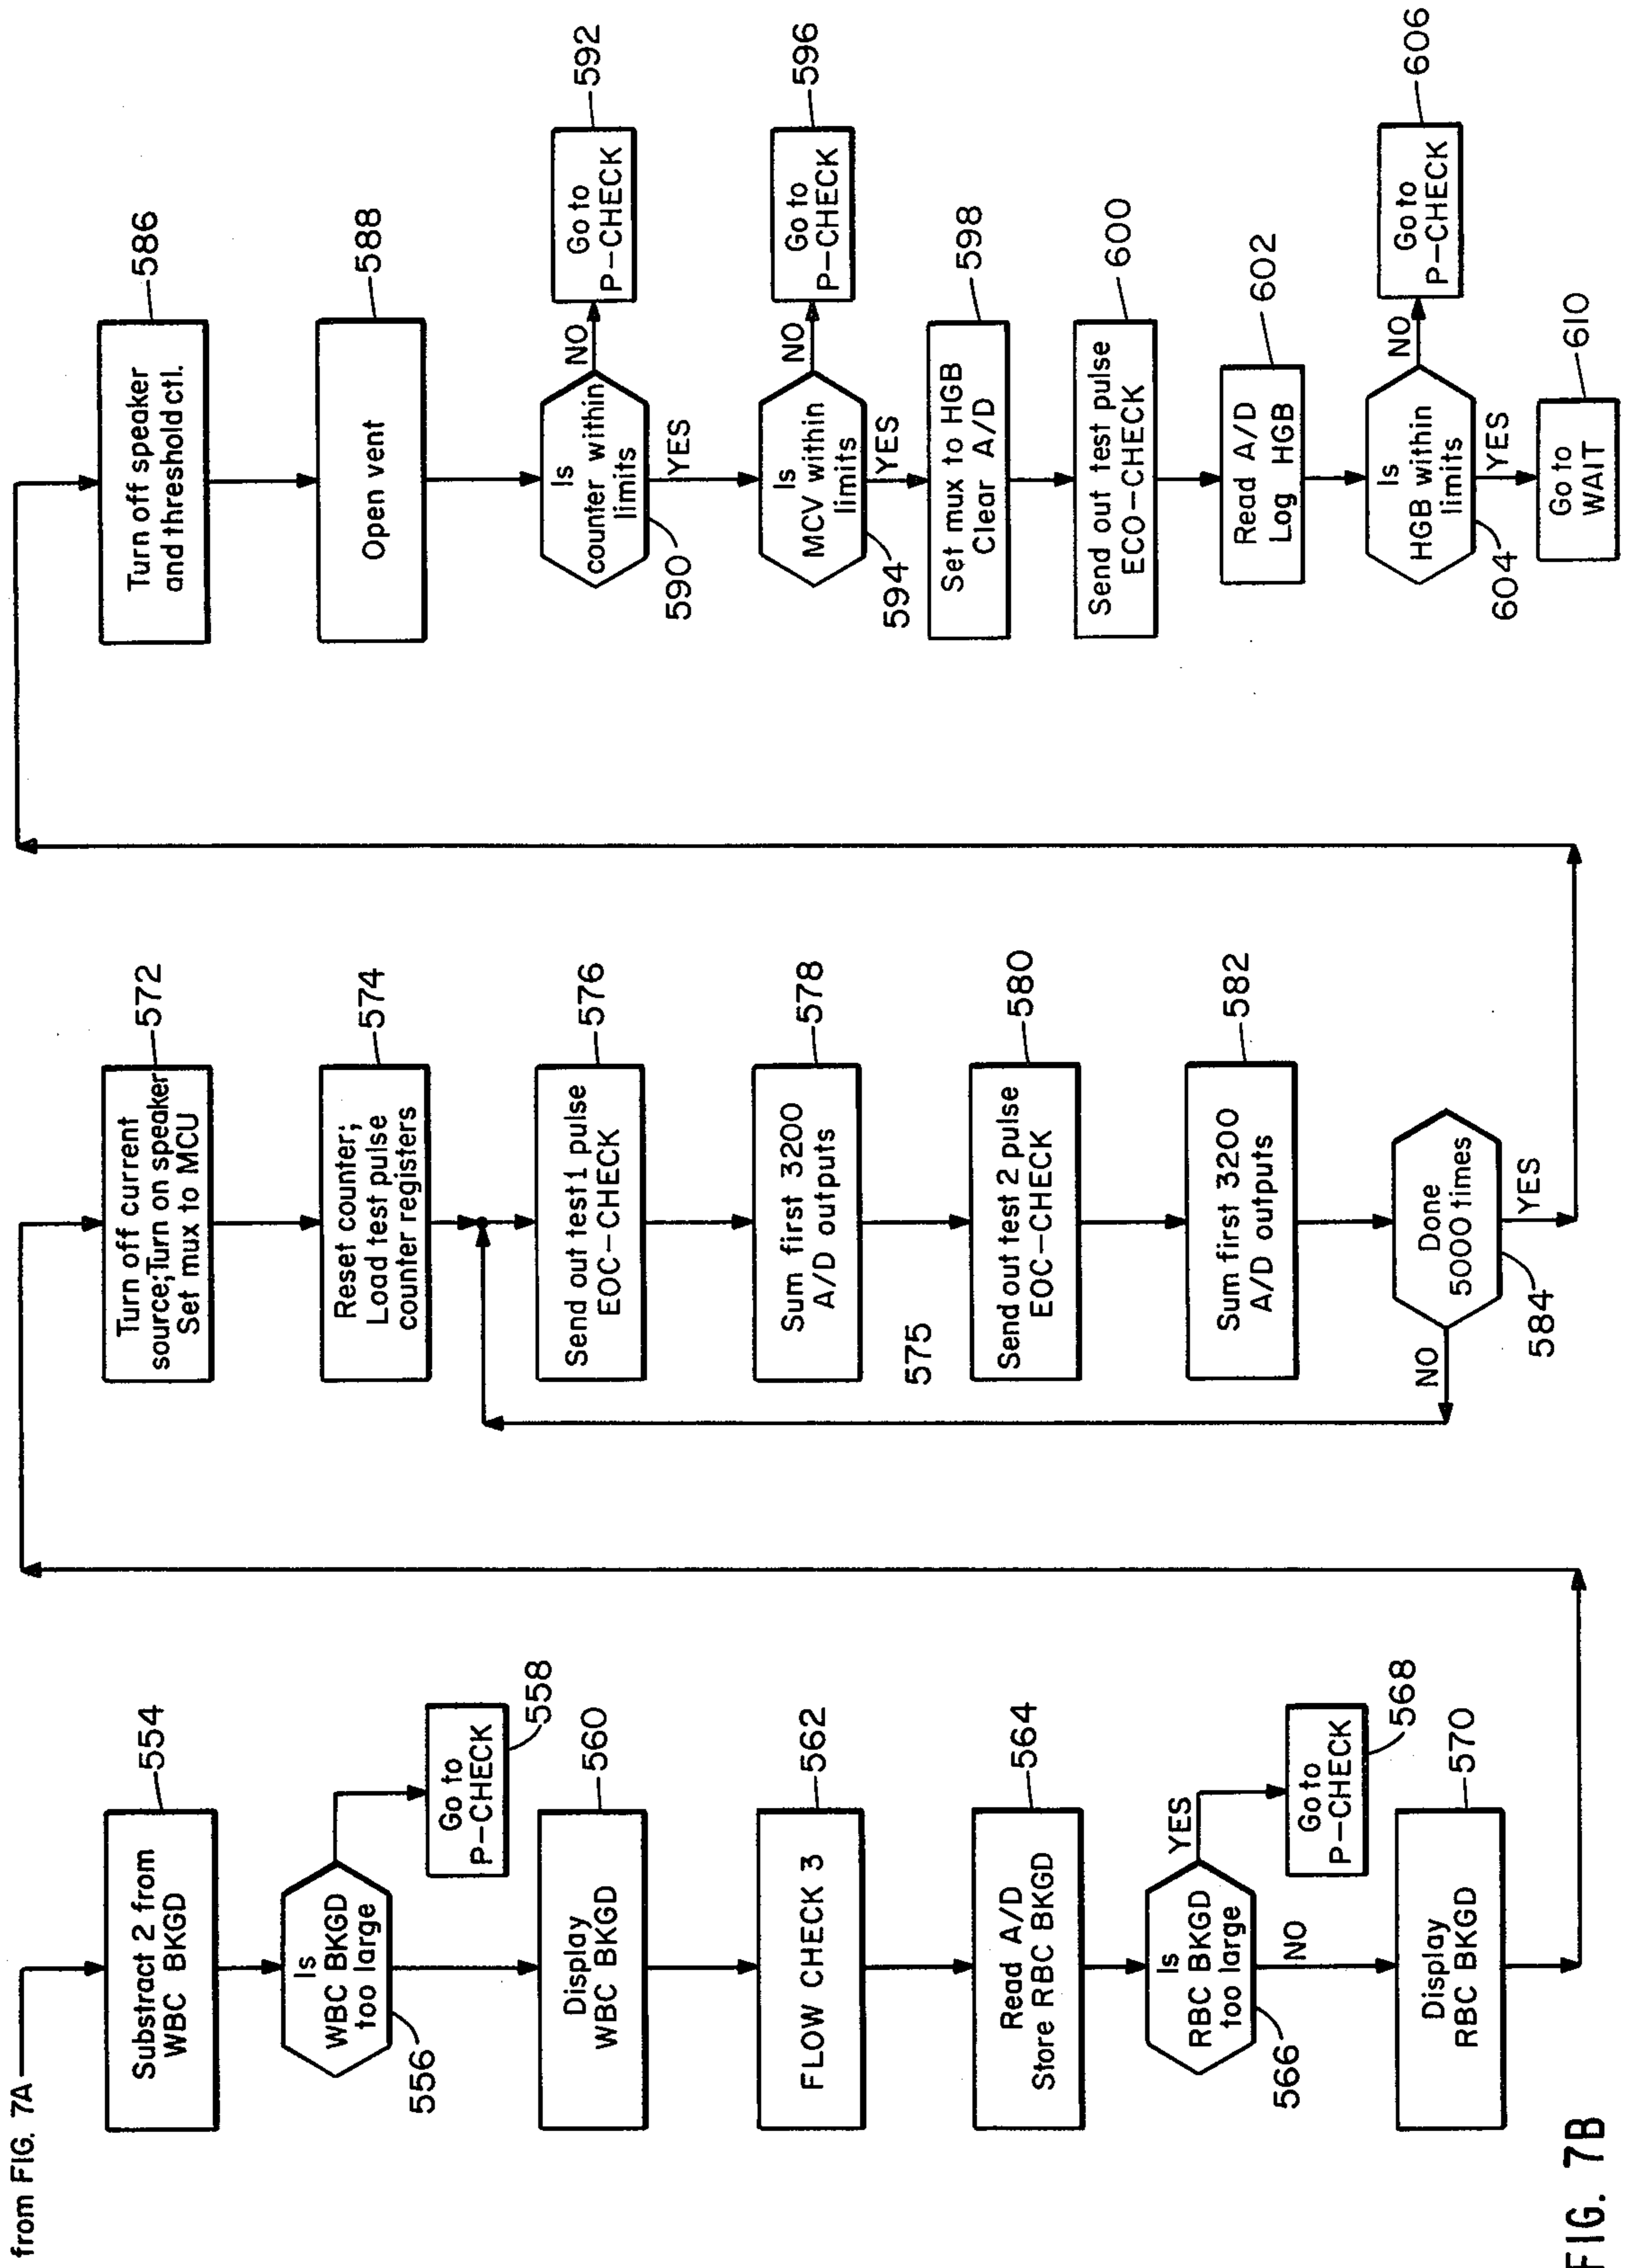 from FIG. 7A
Substract 2 from
WBC BKGD
554
Is
WBC BKGD
too large
556
Go to
P-CHECK
558
Display
WBC BKGD
560
FLOW CHECK 3
562
Read A/D
Store RBC BKGD
564
Is
RBC BKGD
too large
566
YES
Go to
P-CHECK
568
NO
Display
RBC BKGD
570
Turn off current
source;Turn on speaker
Set mux to MCU
572
Reset counter;
Load test pulse
counter registers
574
Send out test 1 pulse
EOC-CHECK
576
Sum first 3200
A/D outputs
578
575
Send out test 2 pulse
EOC-CHECK
580
Sum first 3200
A/D outputs
582
Done
5000 times
584
NO
YES
Turn off speaker
and threshold ctl.
586
Open vent
588
Is
counter within
limits
590
NO
Go to
P-CHECK
592
YES
Is
MCV within
limits
594
NO
Go to
P-CHECK
596
YES
Set mux to HGB
Clear A/D
598
Send out test pulse
ECO-CHECK
600
Read A/D
Log HGB
602
Is
HGB within
limits
604
NO
Go to
P-CHECK
606
YES
Go to
WAIT
610
FIG. 7B